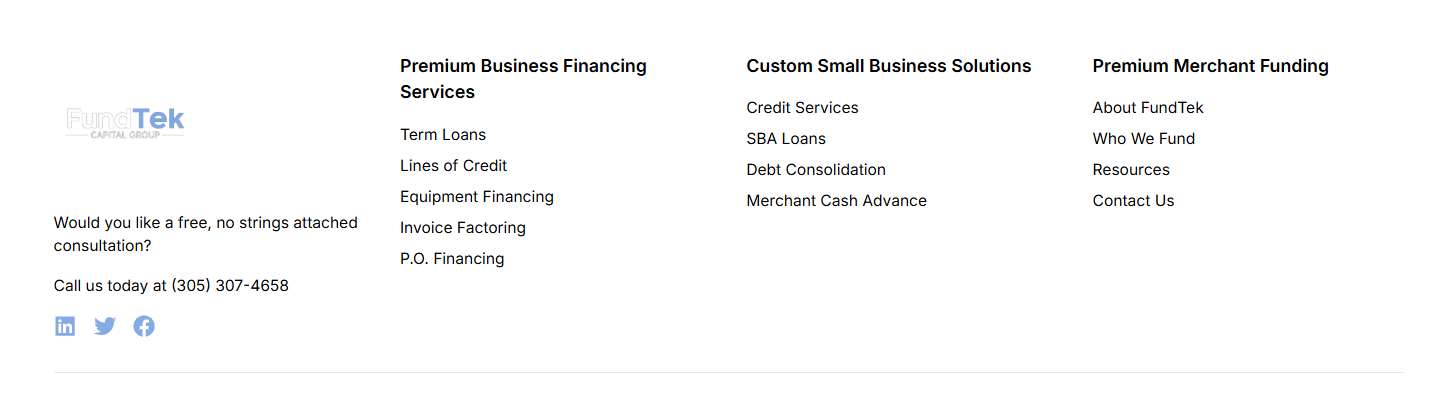 FundTek
CAPITAL GROUP
Would you like a free, no strings attached
consultation?
Call us today at (305) 307-4658
Premium Business Financing
Services
Term Loans
Lines of Credit
Equipment Financing
Invoice Factoring
P.O. Financing
Custom Small Business Solutions
Credit Services
SBA Loans
Debt Consolidation
Merchant Cash Advance
Premium Merchant Funding
About FundTek
Who We Fund
Resources
Contact Us